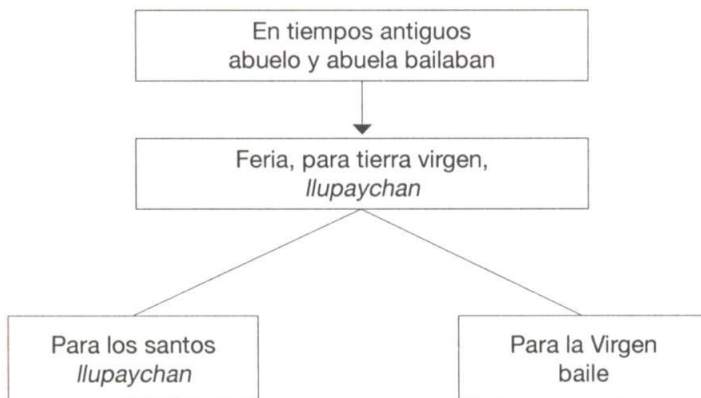 En tiempos antiguos
abuelo y abuela bailaban
Feria, para tierra virgen,
llupaychan
Para los santos
llupaychan
Para la Virgen
baile